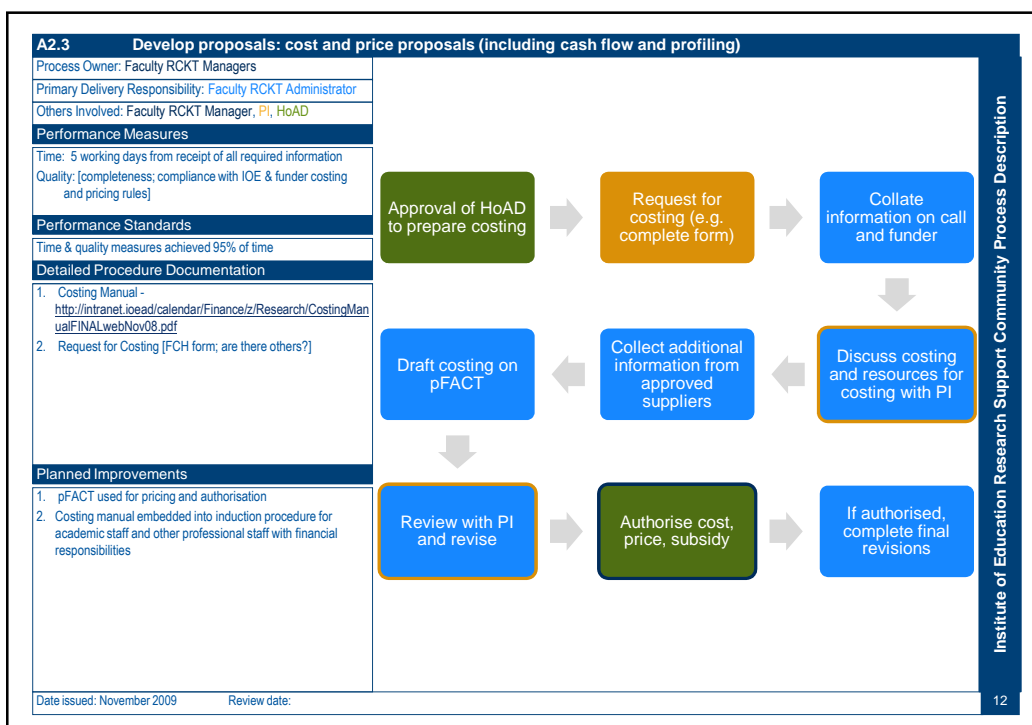 A2.3 Develop proposals: cost and price proposals (including cash flow and profiling)
Process Owner: Faculty RCKT Managers
Primary Delivery Responsibility: Faculty RCKT Administrator
Others Involved: Faculty RCKT Manager, PI, HoAD
Performance Measures
Time: 5 working days from receipt of all required information
Quality: [completeness; compliance with IOE & funder costing
and pricing rules]
Performance Standards
Time & quality measures achieved 95% of time
Detailed Procedure Documentation
1. Costing Manual -
http://intranet.ioead/calendar/Finance/z/Research/CostingMan
ualFINALwebNov08.pdf
2. Request for Costing [FCH form; are there others?]
Planned Improvements
1. pFACT used for pricing and authorisation
2. Costing manual embedded into induction procedure for
academic staff and other professional staff with financial
responsibilities
Approval of HoAD
to prepare costing
Request for
costing (e.g.
complete form)
Collate
information on call
and funder
Discuss costing
and resources for
costing with PI
Collect additional
information from
approved
suppliers
Draft costing on
pFACT
Review with PI
and revise
Authorise cost,
price, subsidy
If authorised,
complete final
revisions
Institute of Education Research Support Community Process Description
Date issued: November 2009 Review date:
12